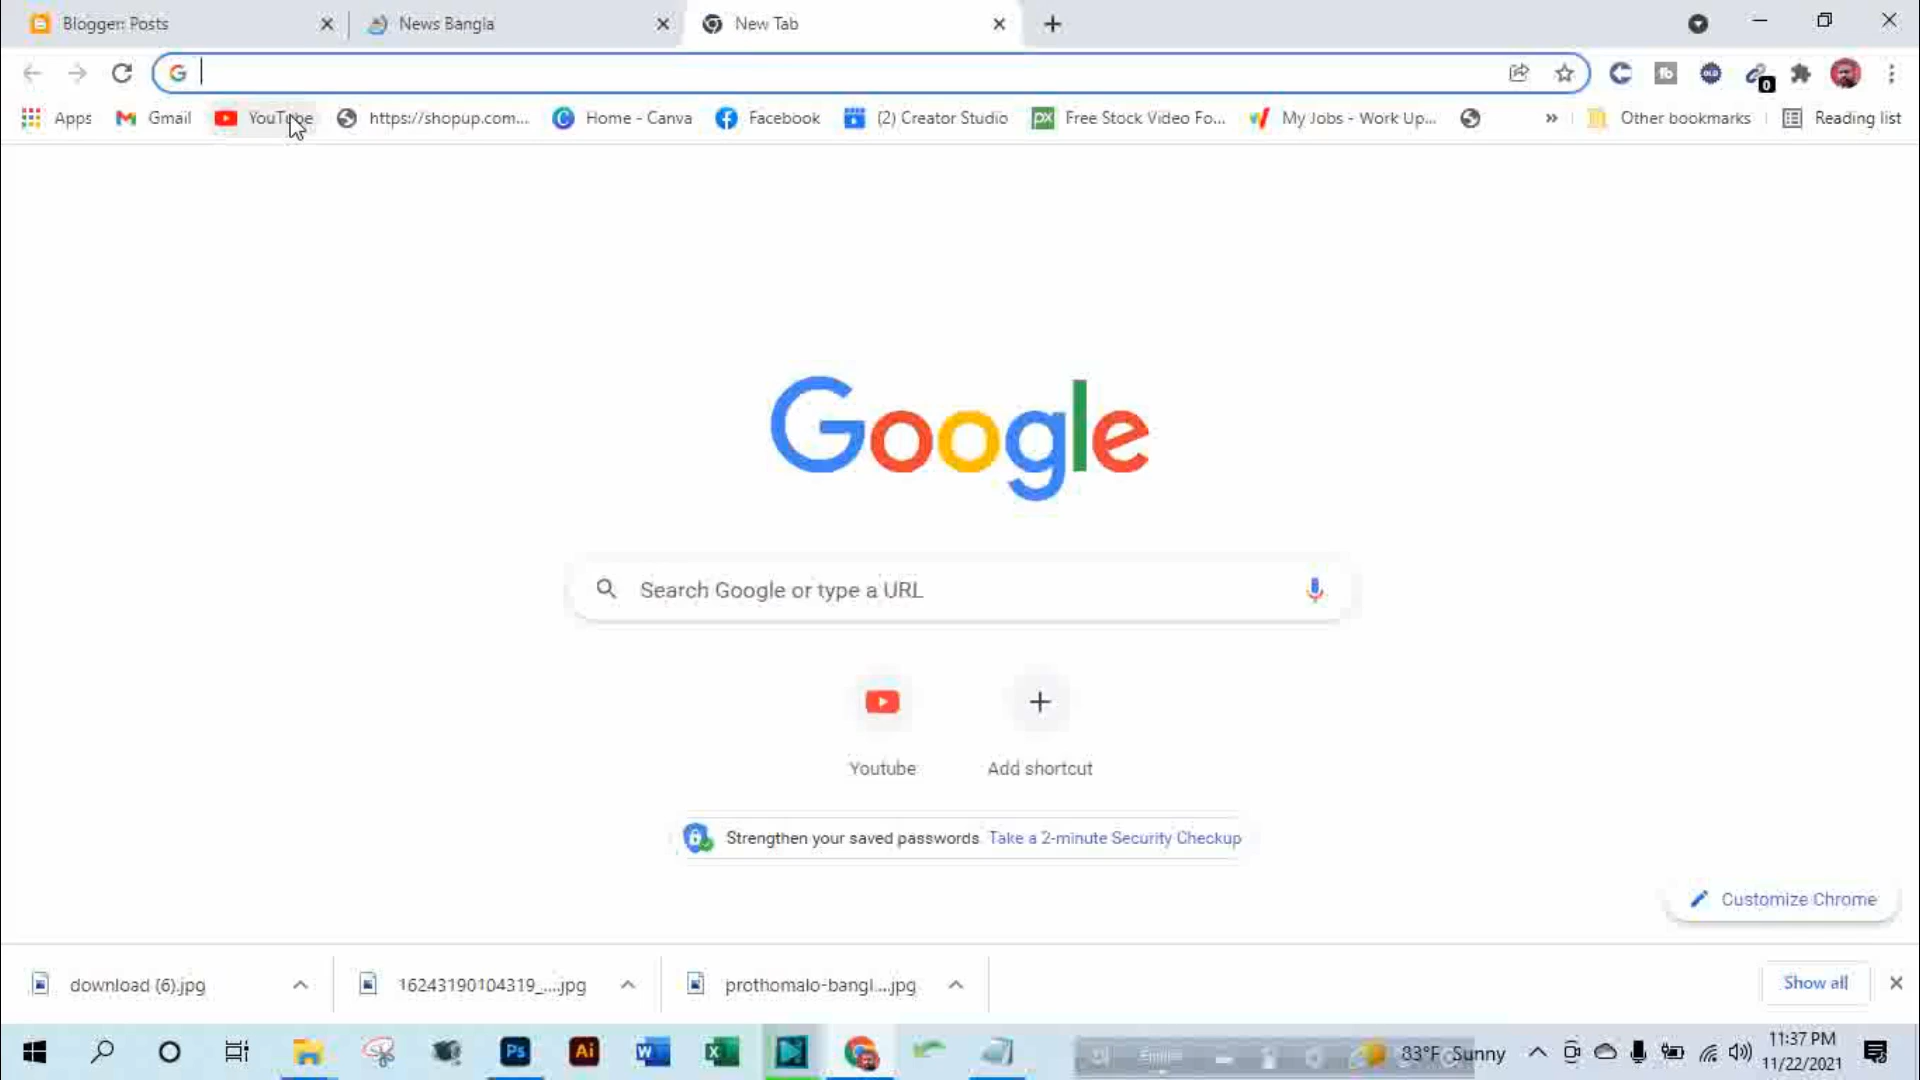 Blogger: Posts
News Bangla
New Tab
Apps
Gmail
YouTube
https://shopup.com...
Home - Canva
Facebook
(2) Creator Studio
Free Stock Video Fo...
My Jobs - Work Up...
»
Other bookmarks
Reading list
Google
Search Google or type a URL
Youtube
Add shortcut
Strengthen your saved passwords Take a 2-minute Security Checkup
Customize Chrome
download (6).jpg
16243190104319_....jpg
prothomalo-bangl....jpg
Show all
83°F Sunny
11:37 PM
11/22/2021